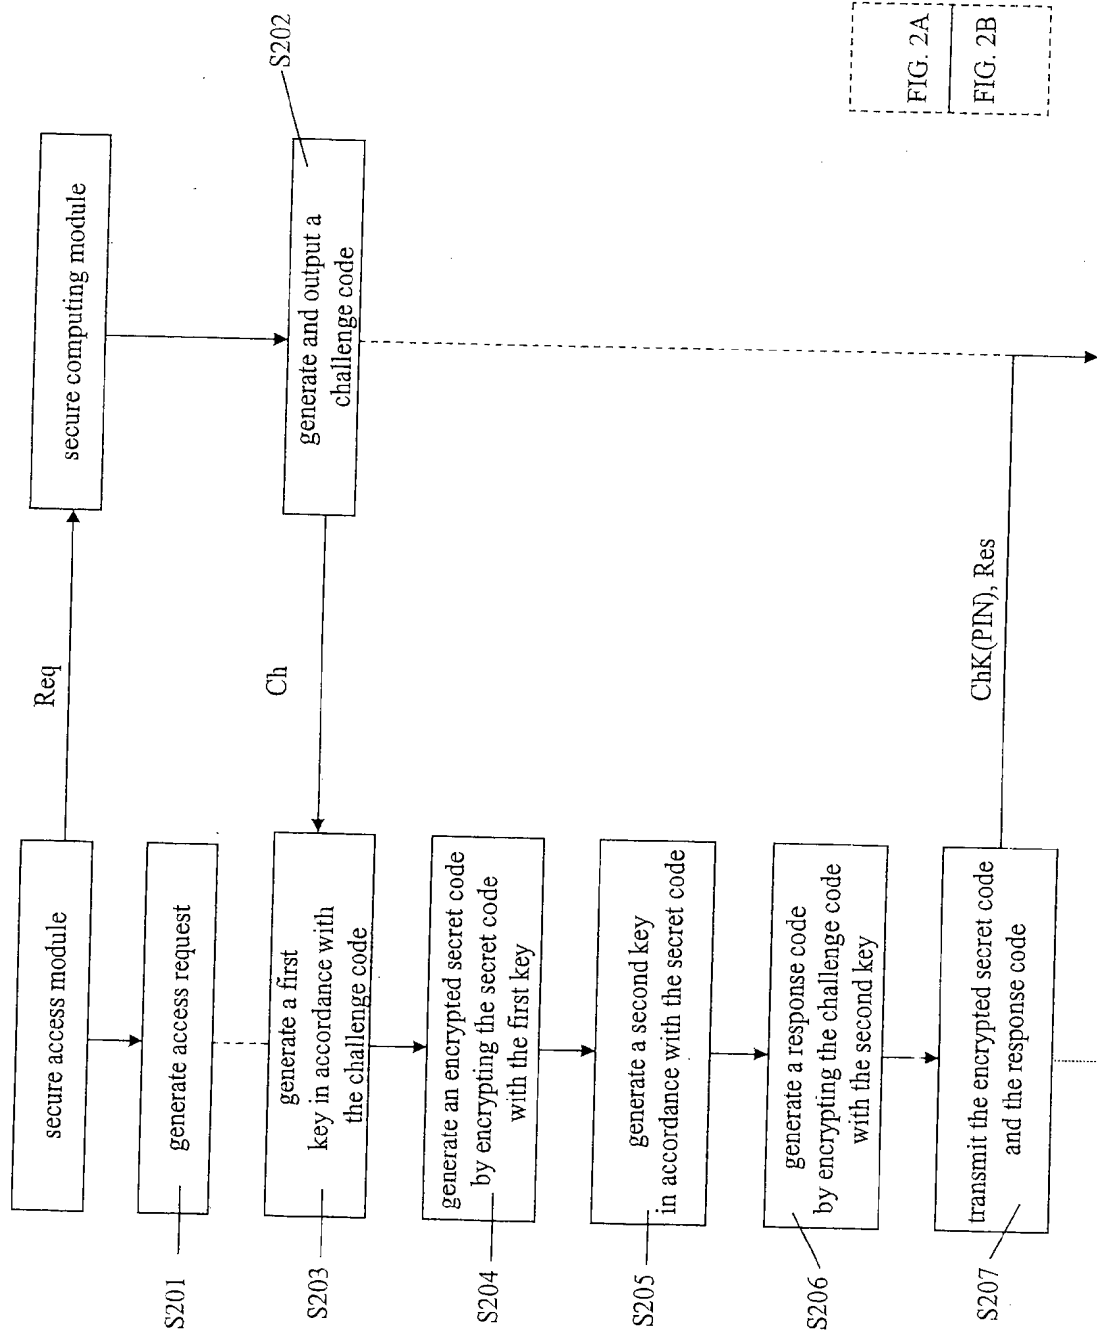 secure access module
Req
secure computing module
S201
generate access request
generate and output a
challenge code
S202
Ch
S203
generate a first
key in accordance with
the challenge code
S204
generate an encrypted secret code
by encrypting the secret code
with the first key
S205
generate a second key
in accordance with the secret code
S206
generate a response code
by encrypting the challenge code
with the second key
S207
transmit the encrypted secret code
and the response code
ChK(PIN), Res
FIG. 2A
FIG. 2B